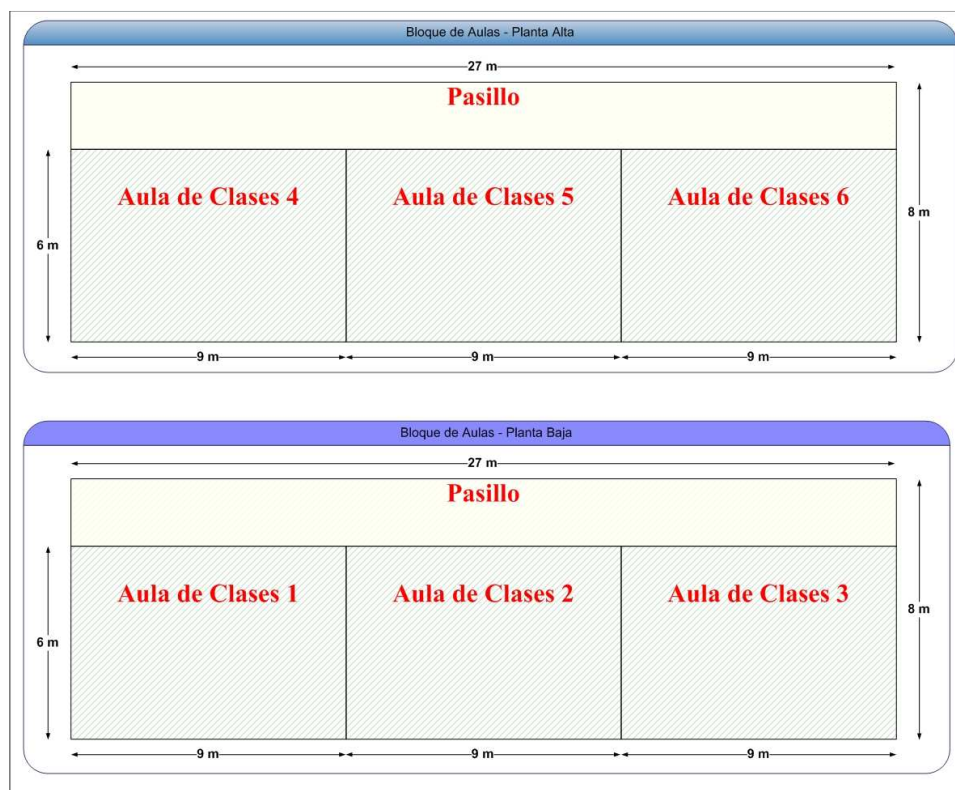 Bloque de Aulas - Planta Alta
27 m
Pasillo
Aula de Clases 4
Aula de Clases 5
Aula de Clases 6
6 m
8 m
9 m
9 m
9 m
Bloque de Aulas - Planta Baja
27 m
Pasillo
Aula de Clases 1
Aula de Clases 2
Aula de Clases 3
6 m
8 m
9 m
9 m
9 m